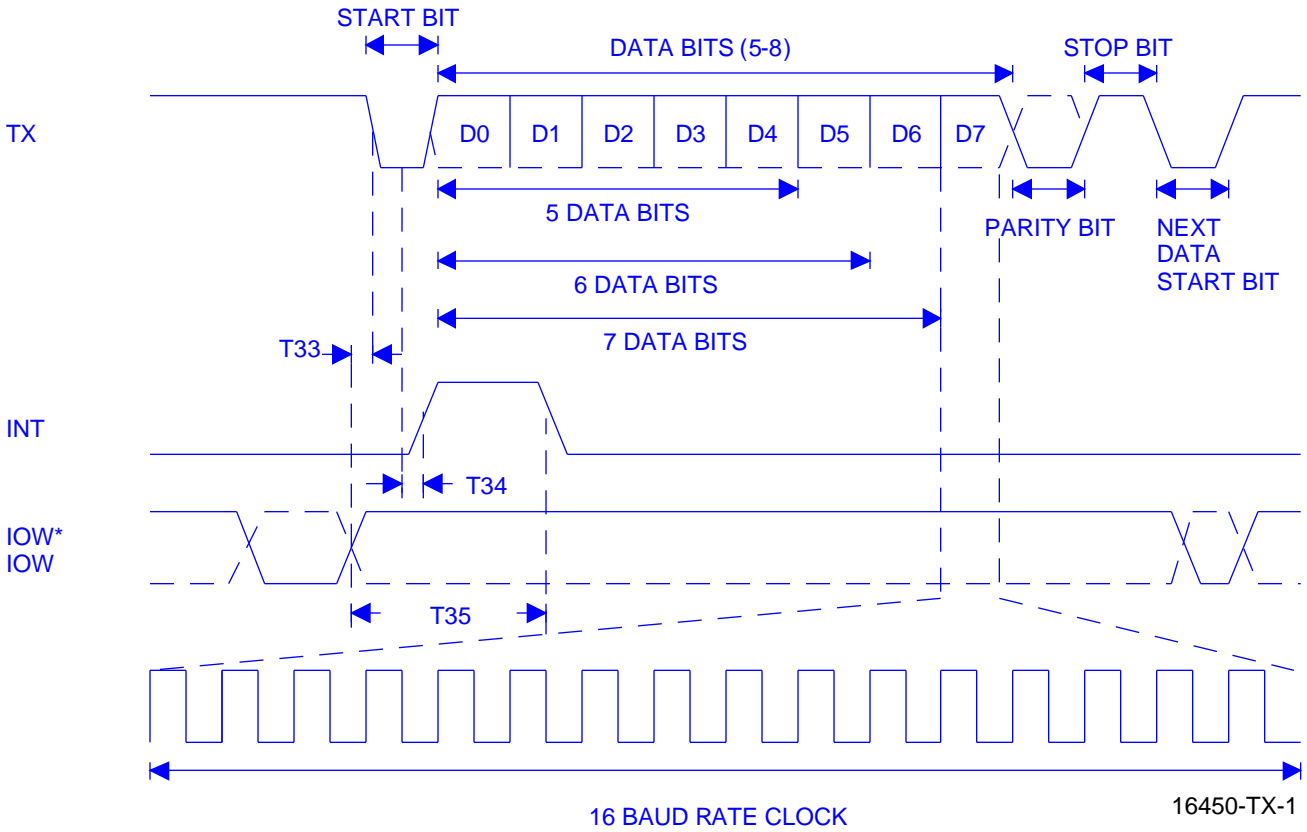 START BIT
DATA BITS (5-8)
STOP BIT
TX
D0 D1 D2 D3 D4 D5 D6 D7
5 DATA BITS
PARITY BIT
NEXT
DATA
START BIT
6 DATA BITS
7 DATA BITS
T33
INT
T34
IOW*
IOW
T35
16 BAUD RATE CLOCK
16450-TX-1